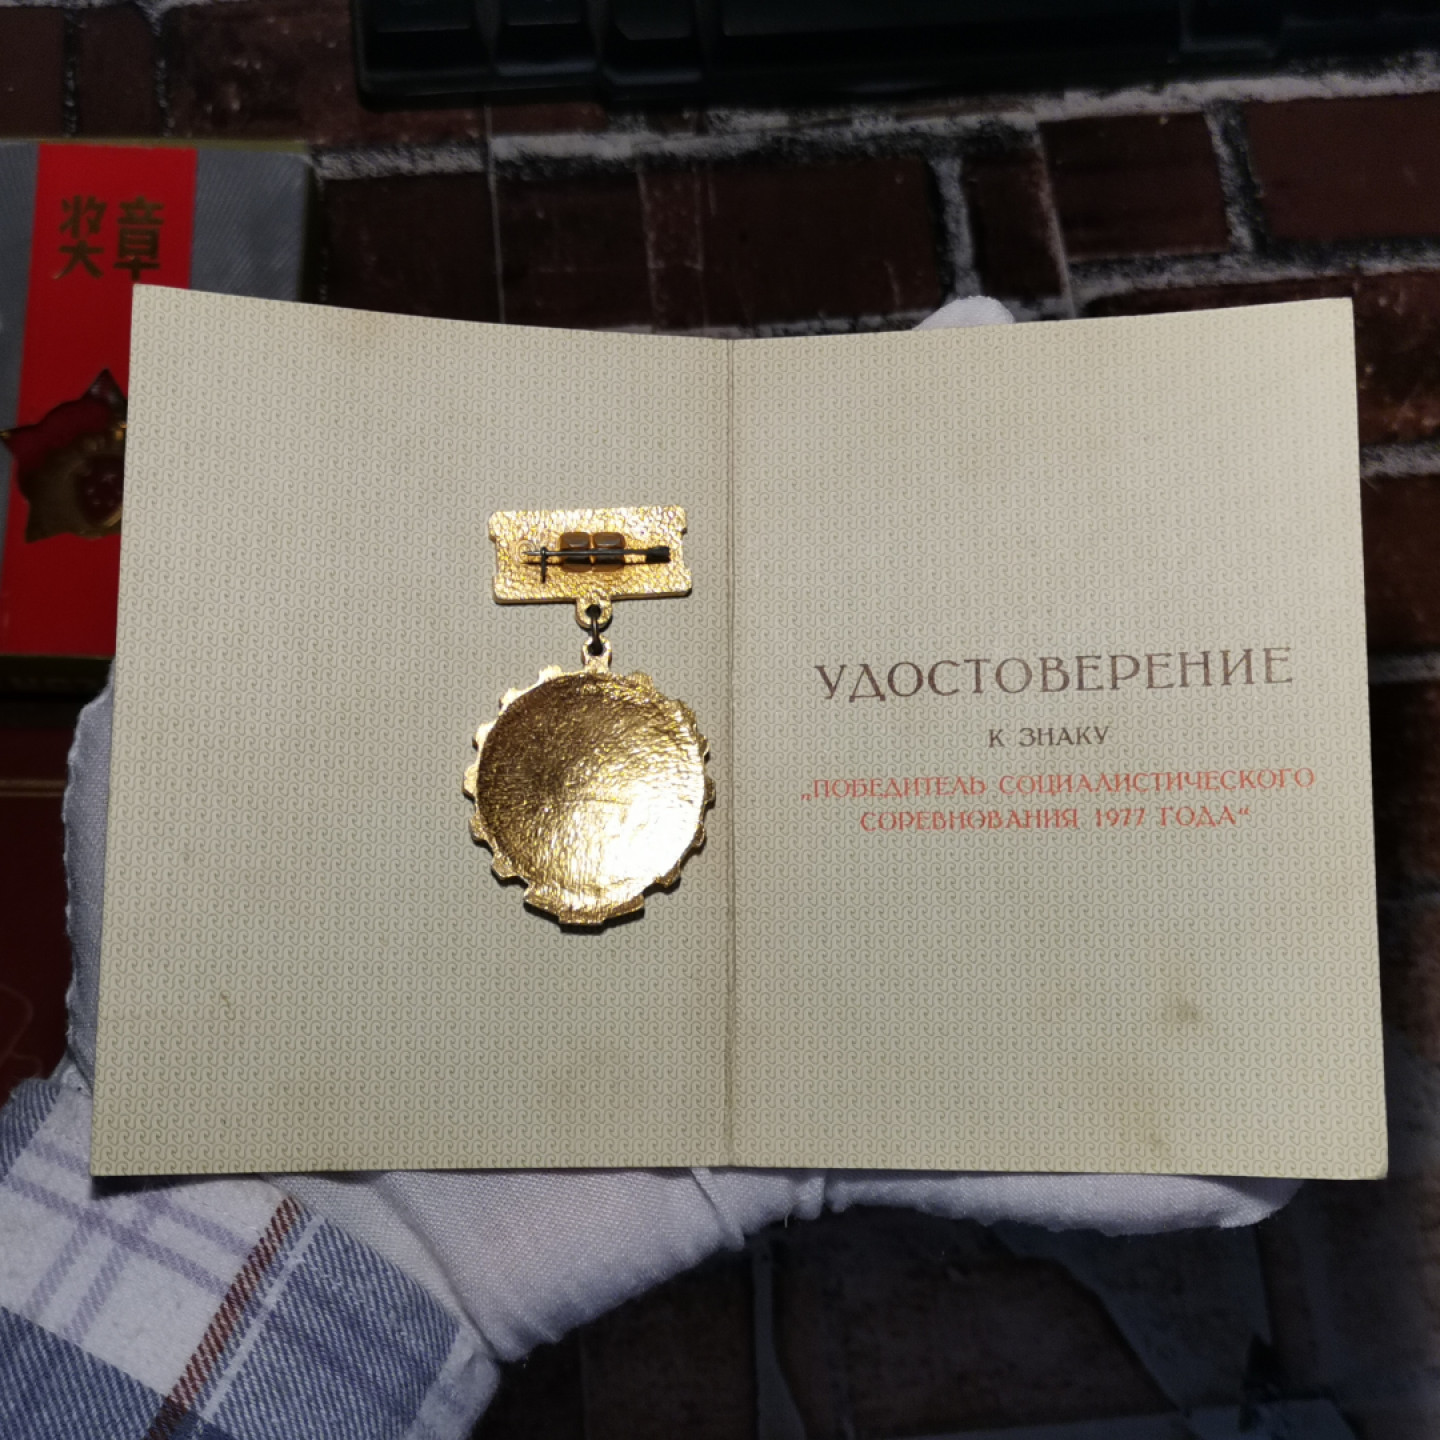 奖章
УДОСТОВЕРЕНИЕ
К ЗНАКУ
„ПОБЕДИТЕЛЬ СОЦИАЛИСТИЧЕСКОГО
СОРЕВНОВАНИЯ 1977 ГОДА“